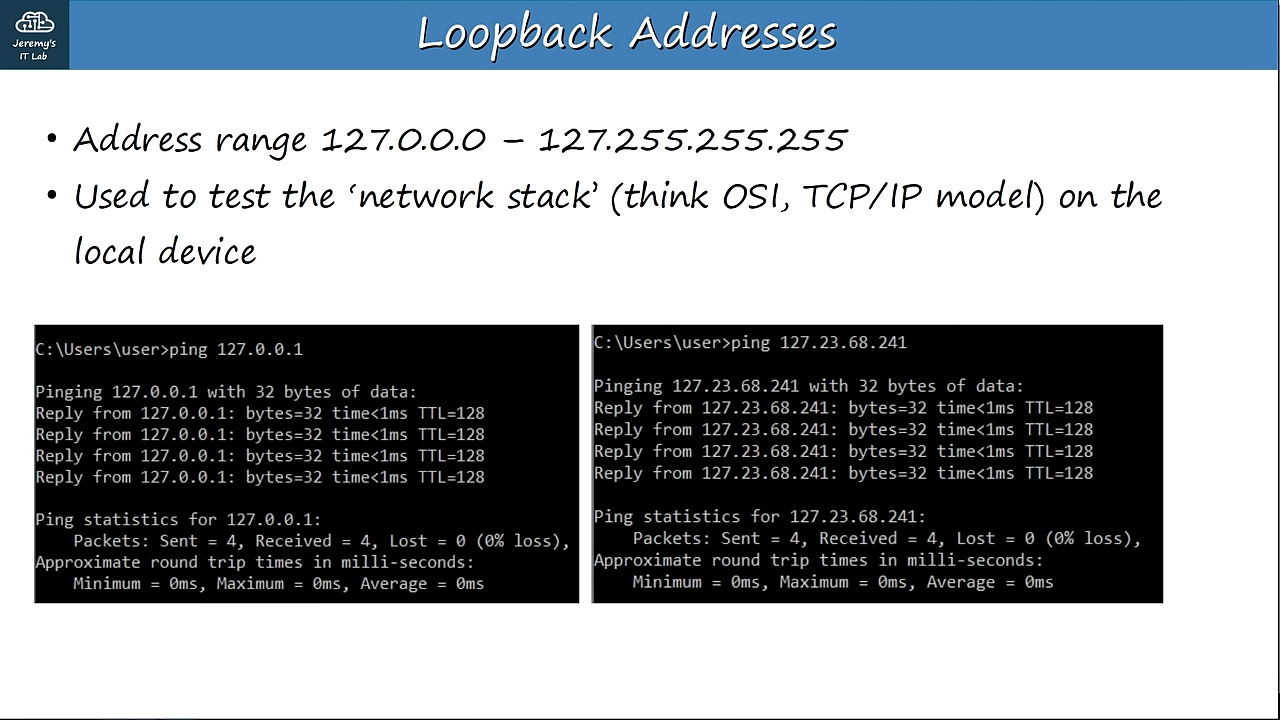 Jeremy's
IT Lab
Loopback Addresses
• Address range 127.0.0.0 – 127.255.255.255
• Used to test the ‘network stack’ (think OSI, TCP/IP model) on the
local device
C:\Users\user>ping 127.0.0.1
Pinging 127.0.0.1 with 32 bytes of data:
Reply from 127.0.0.1: bytes=32 time<1ms TTL=128
Reply from 127.0.0.1: bytes=32 time<1ms TTL=128
Reply from 127.0.0.1: bytes=32 time<1ms TTL=128
Reply from 127.0.0.1: bytes=32 time<1ms TTL=128
Ping statistics for 127.0.0.1:
Packets: Sent = 4, Received = 4, Lost = 0 (0% loss),
Approximate round trip times in milli-seconds:
Minimum = 0ms, Maximum = 0ms, Average = 0ms
C:\Users\user>ping 127.23.68.241
Pinging 127.23.68.241 with 32 bytes of data:
Reply from 127.23.68.241: bytes=32 time<1ms TTL=128
Reply from 127.23.68.241: bytes=32 time<1ms TTL=128
Reply from 127.23.68.241: bytes=32 time<1ms TTL=128
Reply from 127.23.68.241: bytes=32 time<1ms TTL=128
Ping statistics for 127.23.68.241:
Packets: Sent = 4, Received = 4, Lost = 0 (0% loss),
Approximate round trip times in milli-seconds:
Minimum = 0ms, Maximum = 0ms, Average = 0ms